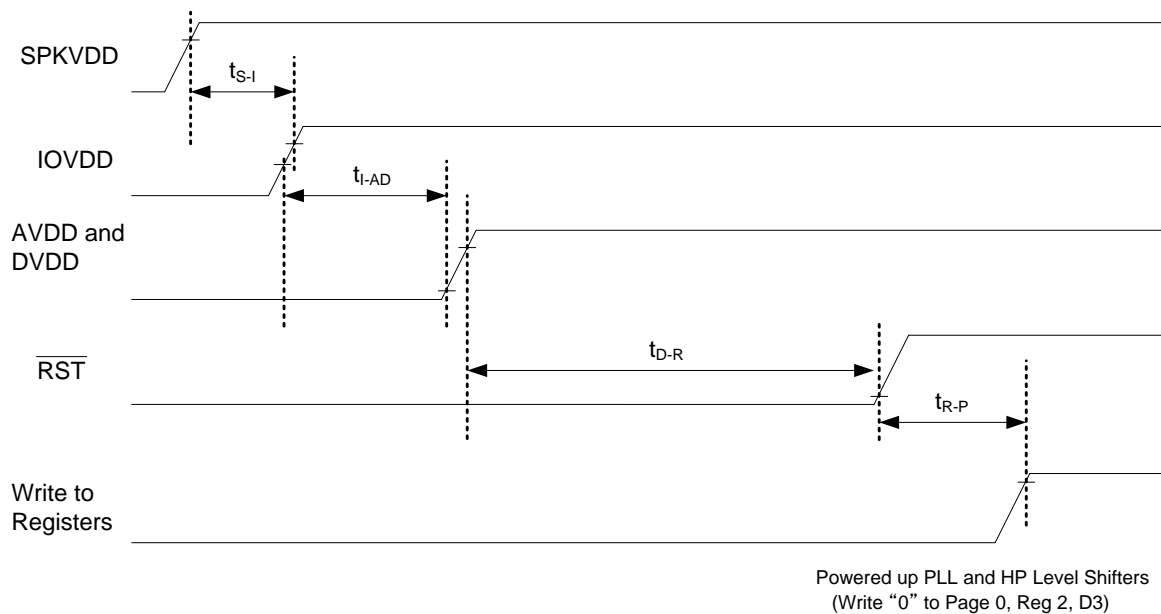 SPKVDD
tS-I
IOVDD
tI-AD
AVDD and
DVDD
tD-R
RST
tR-P
Write to
Registers
Powered up PLL and HP Level Shifters
(Write “0” to Page 0, Reg 2, D3)